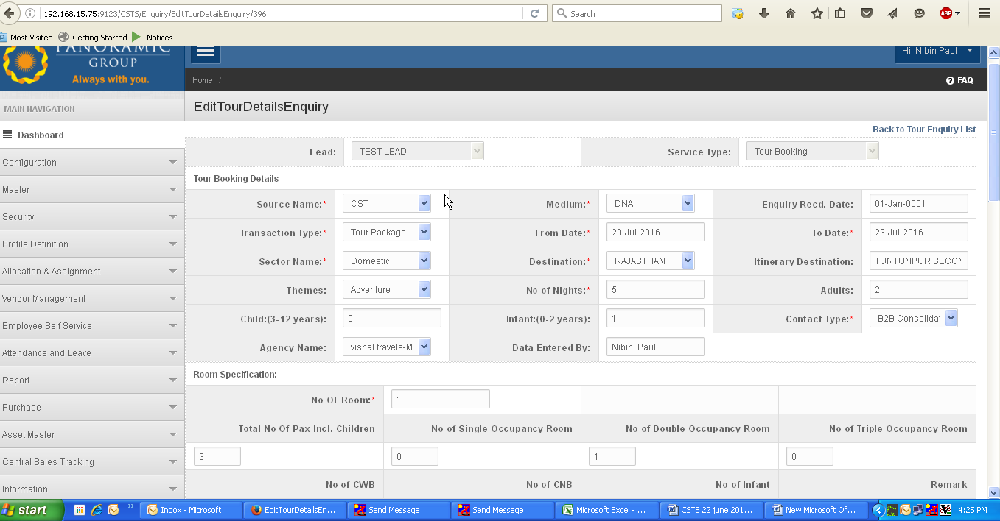 192.168.15.75:9123/CSTS/Enquiry/EditTourDetailsEnquiry/396
Search
ABP
Most Visited Getting Started Notices
PANORAMIC
GROUP
Always with you.
Hi, Nibin Paul
Home /
FAQ
MAIN NAVIGATION
EditTourDetailsEnquiry
Dashboard
Back to Tour Enquiry List
Configuration
Master
Security
Profile Definition
Allocation & Assignment
Vendor Management
Employee Self Service
Attendance and Leave
Report
Purchase
Asset Master
Central Sales Tracking
Information
Lead: TEST LEAD Service Type: Tour Booking
Tour Booking Details
Source Name:* CST Medium:* DNA Enquiry Recd. Date: 01-Jan-0001
Transaction Type:* Tour Package From Date:* 20-Jul-2016 To Date:* 23-Jul-2016
Sector Name:* Domestic Destination:* RAJASTHAN Itinerary Destination: TUNTUNPUR SECON
Themes: Adventure No of Nights:* 5 Adults: 2
Child:(3-12 years): 0 Infant:(0-2 years): 1 Contact Type:* B2B Consolidat
Agency Name: vishal travels-M Data Entered By: Nibin Paul
Room Specification:
No OF Room:* 1
Total No Of Pax Incl. Children No of Single Occupancy Room No of Double Occupancy Room No of Triple Occupancy Room
3 0 1 0
No of CWB No of CNB No of Infant Remark
start Inbox - Microsoft ... EditTourDetailsEn... Send Message Send Message Microsoft Excel - ... CSTS 22 june 201... New Microsoft Of... 4:25 PM